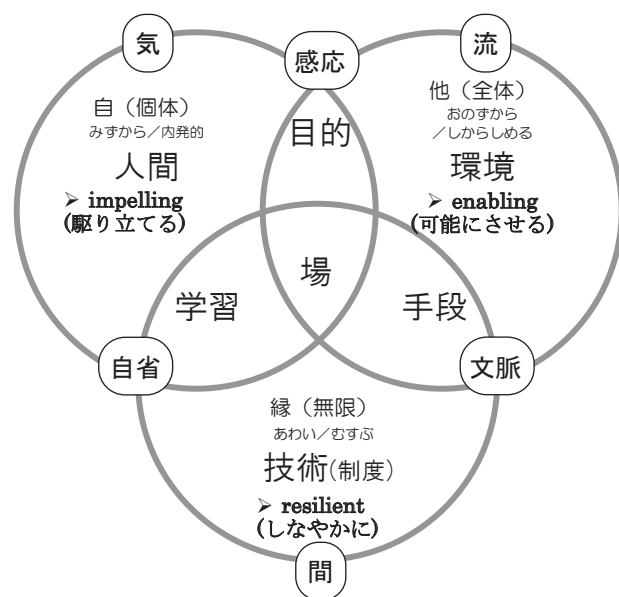 気
感応
流
自（個体）
みずから／内発的
人間
➢ impelling
(駆り立てる)
目的
他（全体）
おのずから
／しからしめる
環境
➢ enabling
(可能にさせる)
場
学習
手段
自省
文脈
縁（無限）
あわい／むすぶ
技術(制度)
➢ resilient
(しなやかに)
間